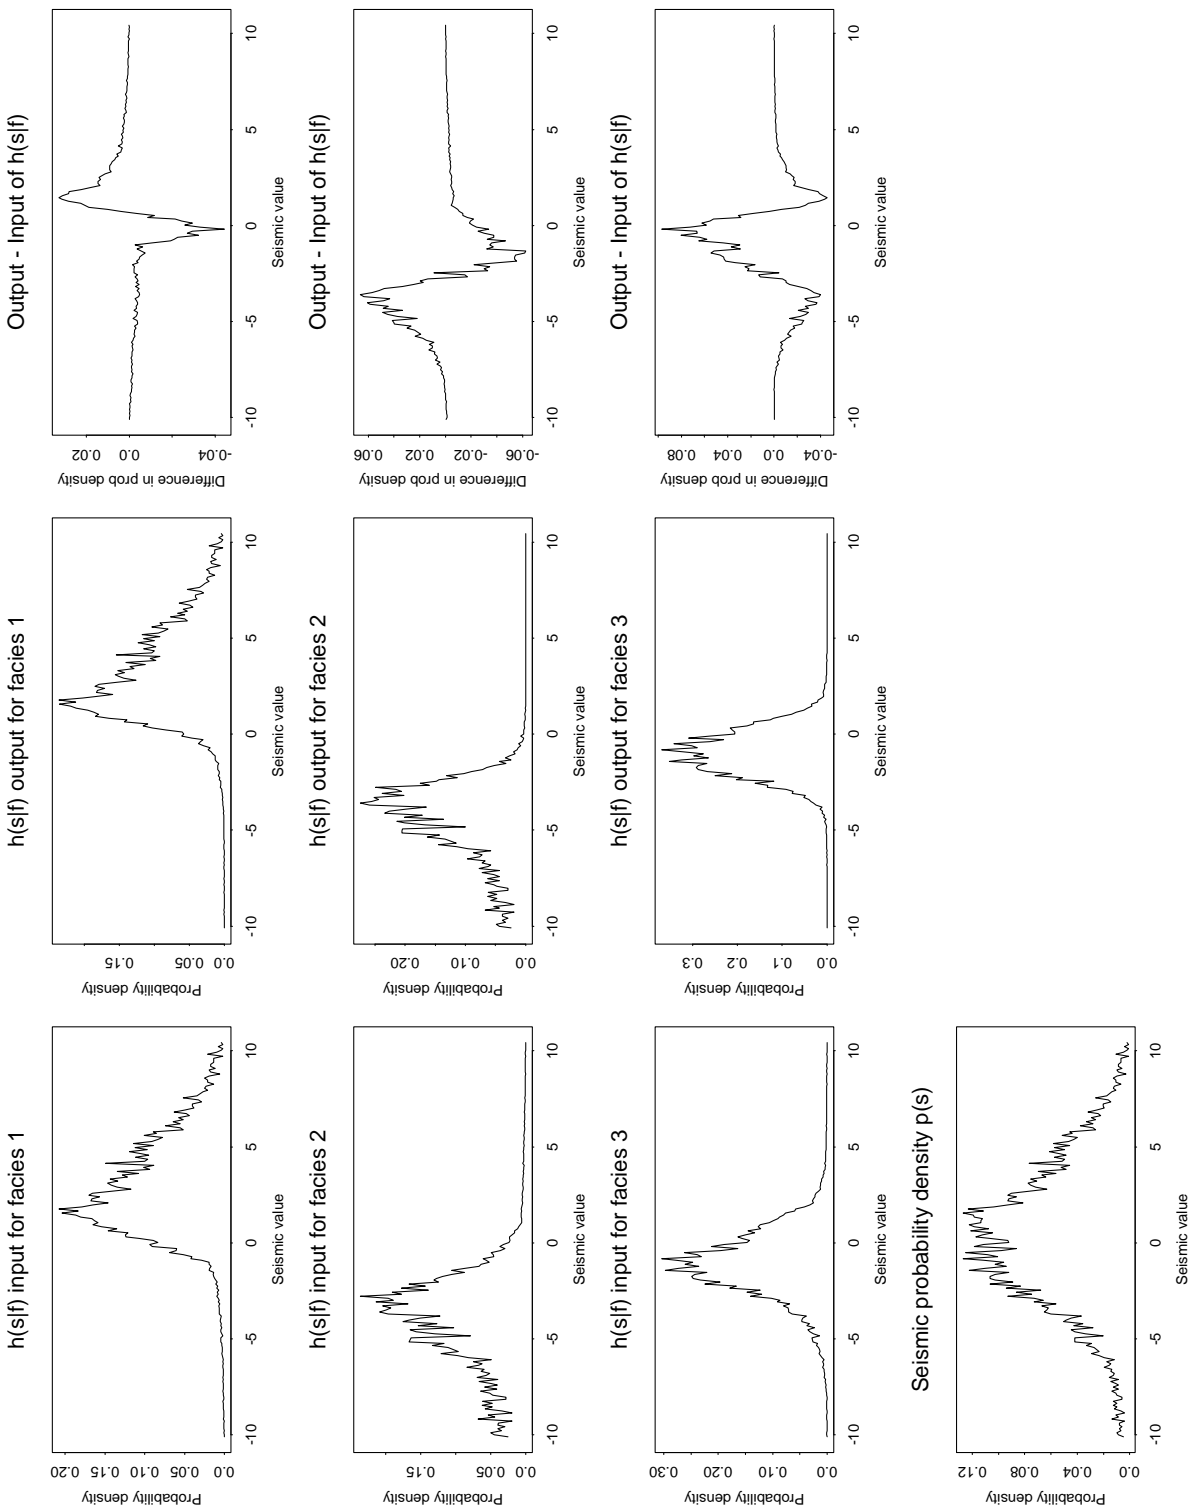 h(s|f) input for facies 1
Probability density
0.0 0.05 0.10 0.15 0.20
-10 -5 0 5 10
Seismic value
h(s|f) output for facies 1
Probability density
0.0 0.05 0.15
-10 -5 0 5 10
Seismic value
Output - Input of h(s|f)
Difference in prob density
-0.04 0.0 0.02
-10 -5 0 5 10
Seismic value
h(s|f) input for facies 2
Probability density
0.05 0.15
-10 -5 0 5 10
Seismic value
h(s|f) output for facies 2
Probability density
0.0 0.10 0.20
-10 -5 0 5 10
Seismic value
Output - Input of h(s|f)
Difference in prob density
-0.06 -0.02 0.02 0.06
-10 -5 0 5 10
Seismic value
h(s|f) input for facies 3
Probability density
0.0 0.10 0.20 0.30
-10 -5 0 5 10
Seismic value
h(s|f) output for facies 3
Probability density
0.0 0.1 0.2 0.3
-10 -5 0 5 10
Seismic value
Output - Input of h(s|f)
Difference in prob density
-0.04 0.0 0.04 0.08
-10 -5 0 5 10
Seismic value
Seismic probability density p(s)
Probability density
0.0 0.04 0.08 0.12
-10 -5 0 5 10
Seismic value